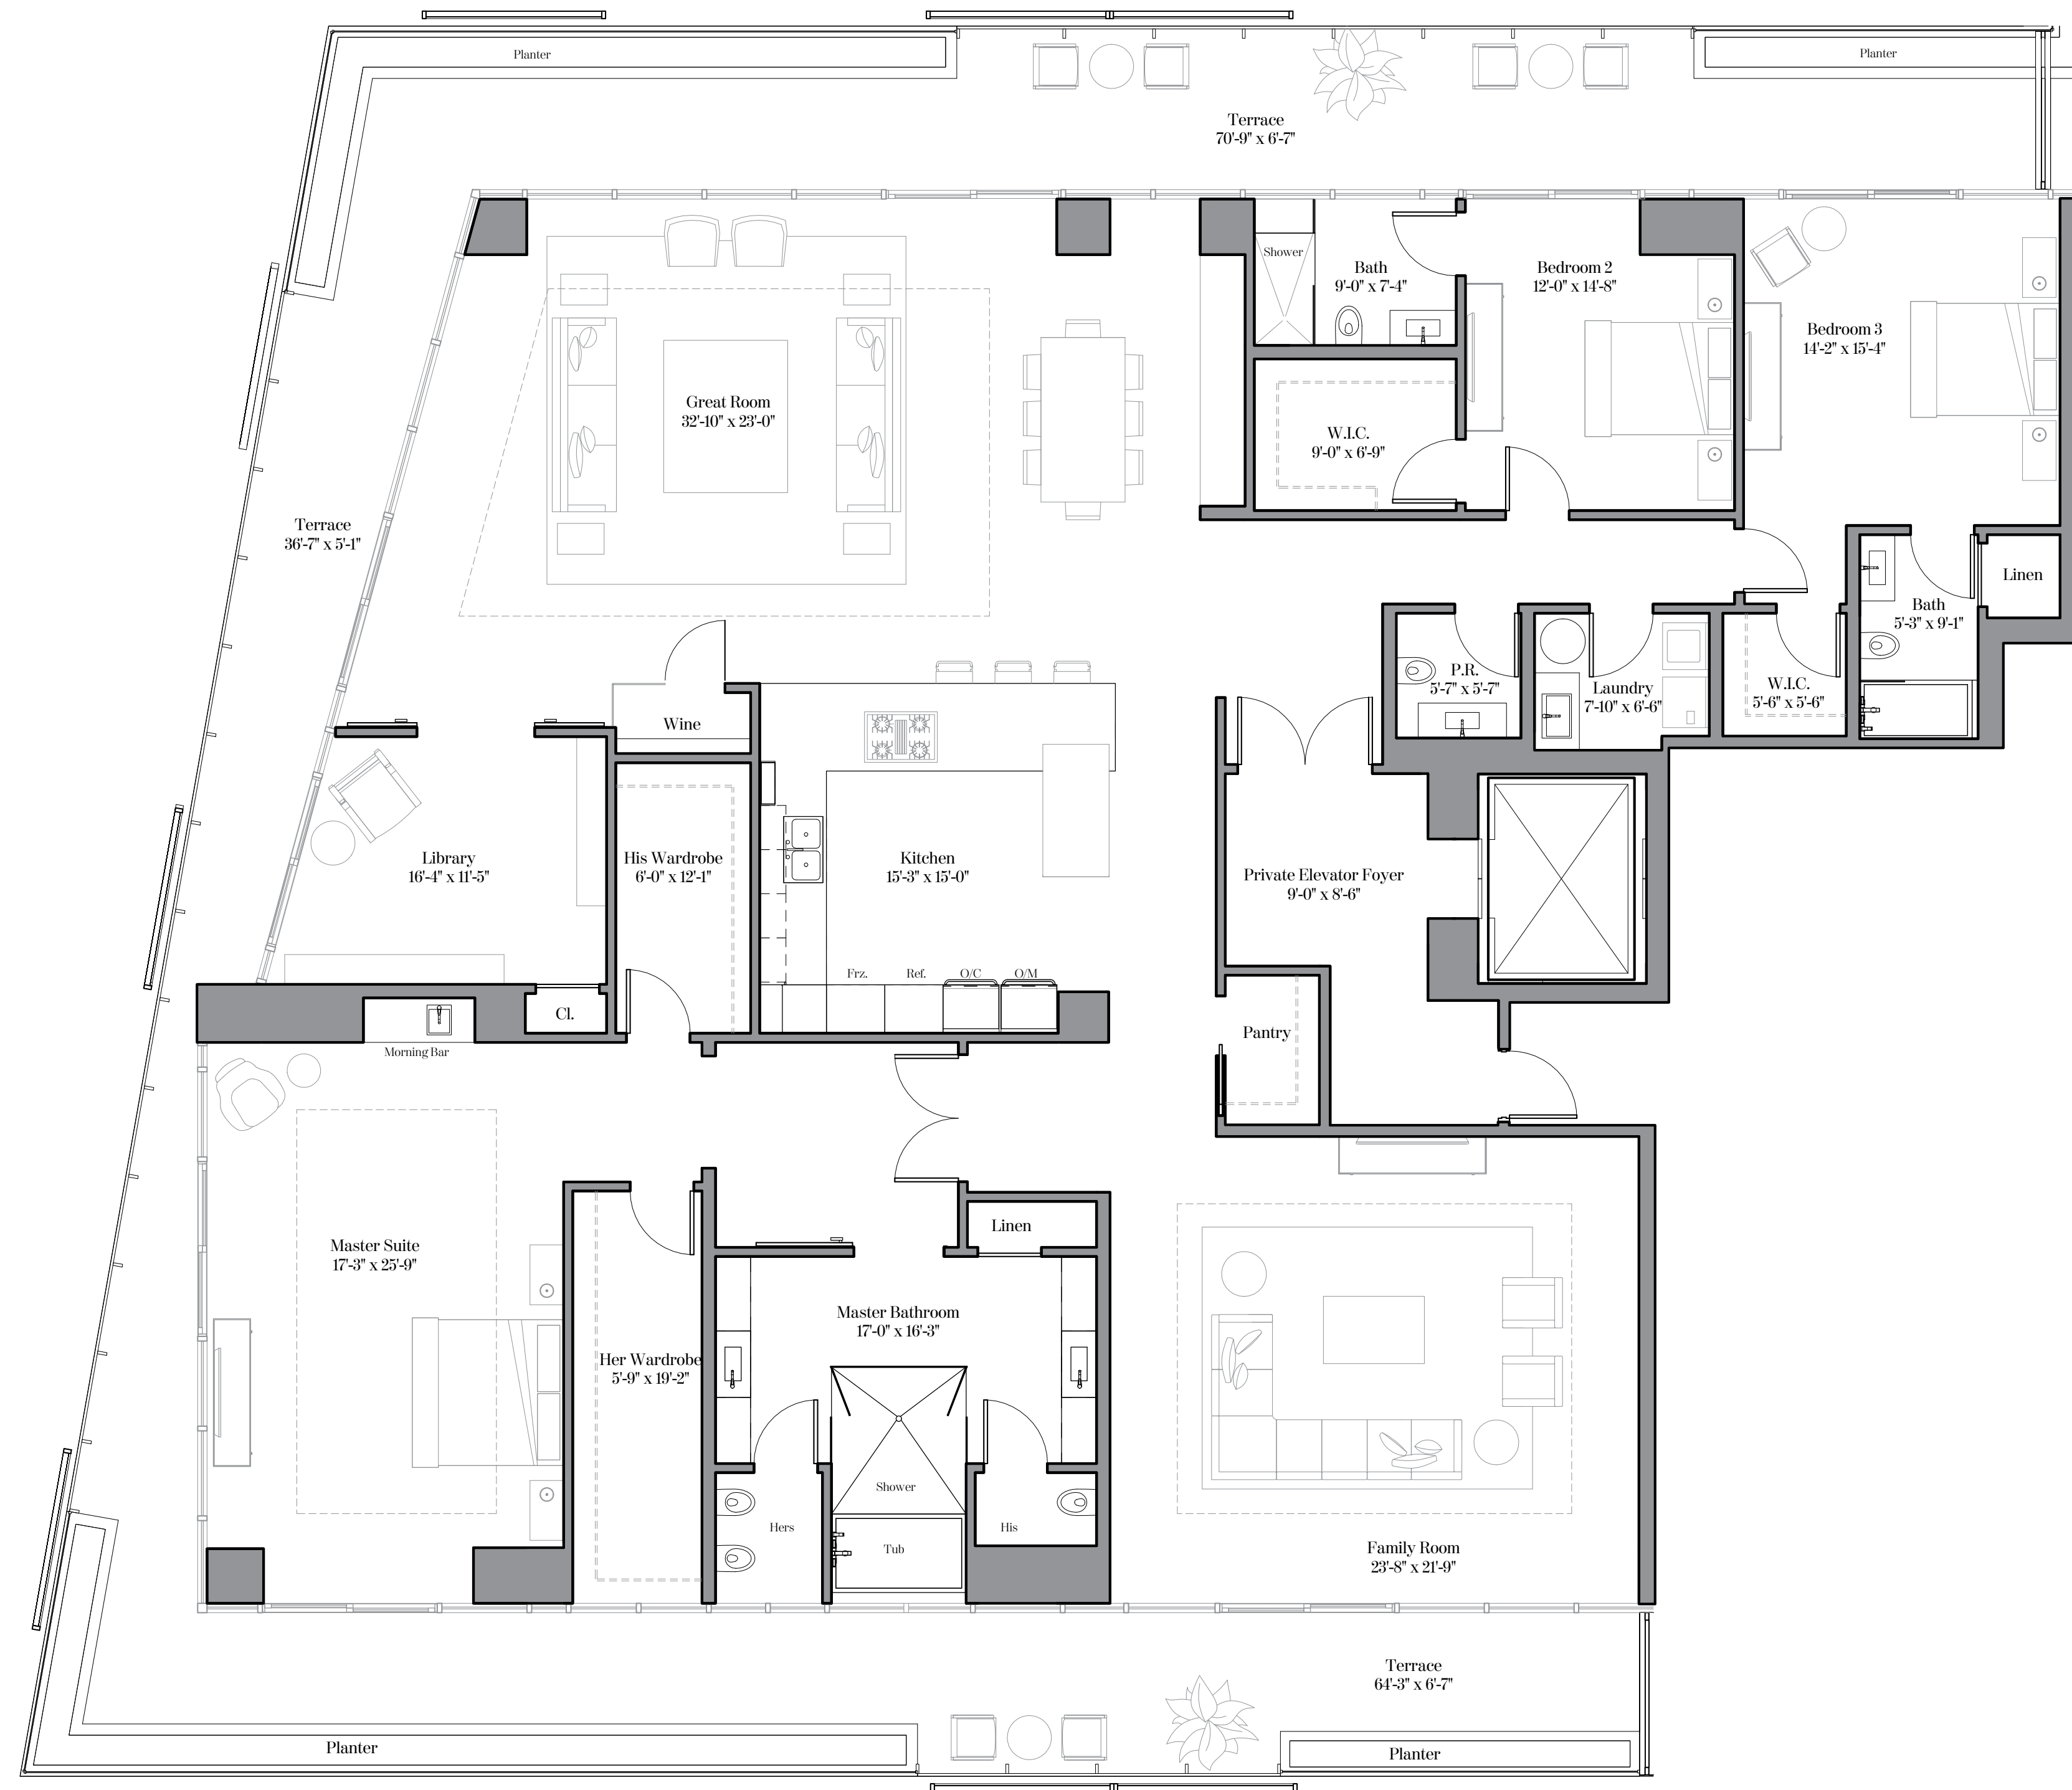 Planter
Planter
Terrace
70'-9" x 6'-7"
Shower
Bath
9'-0" x 7'-4"
Bedroom 2
12'-0" x 14'-8"
Bedroom 3
14'-2" x 15'-4"
Great Room
32'-10" x 23'-0"
W.I.C.
9'-0" x 6'-9"
Terrace
36'-7" x 5'-1"
Linen
Bath
5'-3" x 9'-1"
P.R.
5'-7" x 5'-7"
Laundry
7'-10" x 6'-6"
W.I.C.
5'-6" x 5'-6"
Wine
Library
16'-4" x 11'-5"
His Wardrobe
6'-0" x 12'-1"
Kitchen
15'-3" x 15'-0"
Private Elevator Foyer
9'-0" x 8'-6"
Frz.
Ref.
O/C
O/M
Cl.
Pantry
Morning Bar
Linen
Master Suite
17'-3" x 25'-9"
Master Bathroom
17'-0" x 16'-3"
Her Wardrobe
5'-9" x 19'-2"
Shower
Hers
His
Tub
Family Room
23'-8" x 21'-9"
Terrace
64'-3" x 6'-7"
Planter
Planter